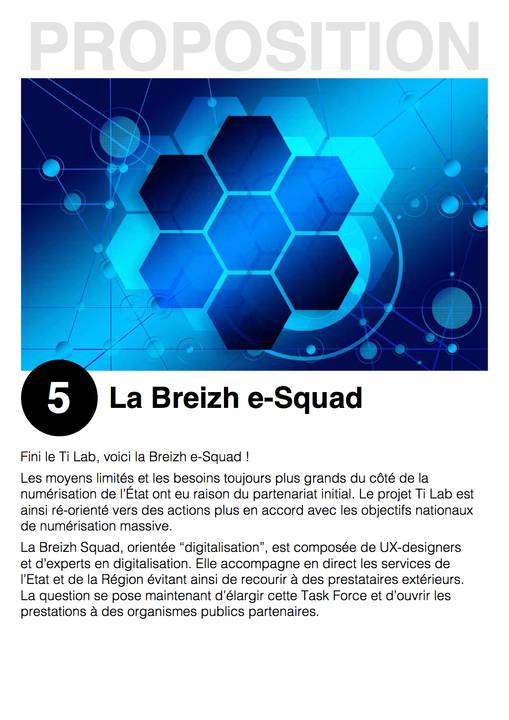 PROPOSITION
5
La Breizh e-Squad
Fini le Ti Lab, voici la Breizh e-Squad !
Les moyens limités et les besoins toujours plus grands du côté de la
numérisation de l'État ont eu raison du partenariat initial. Le projet Ti Lab est
ainsi ré-orienté vers des actions plus en accord avec les objectifs nationaux
de numérisation massive.
La Breizh Squad, orientée “digitalisation”, est composée de UX-designers
et d'experts en digitalisation. Elle accompagne en direct les services de
l'Etat et de la Région évitant ainsi de recourir à des prestataires extérieurs.
La question se pose maintenant d'élargir cette Task Force et d'ouvrir les
prestations à des organismes publics partenaires.